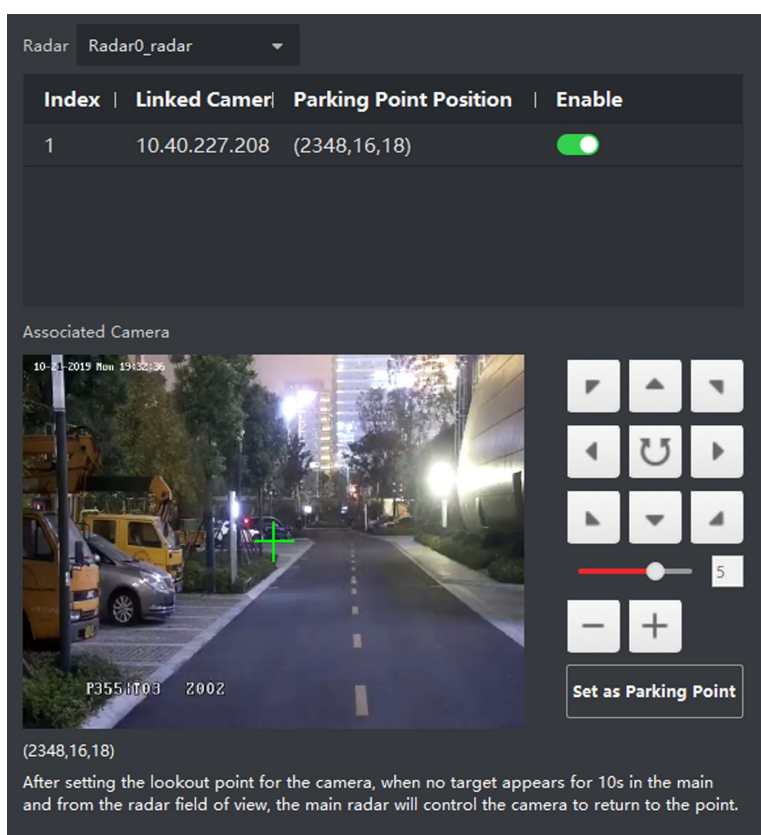 Radar Radar0_radar
Index Linked Camer Parking Point Position Enable
1 10.40.227.208 (2348,16,18)
Associated Camera
10-21-2019 Mon 19:32:36
5
P355 T03 2002
Set as Parking Point
(2348,16,18)
After setting the lookout point for the camera, when no target appears for 10s in the main
and from the radar field of view, the main radar will control the camera to return to the point.